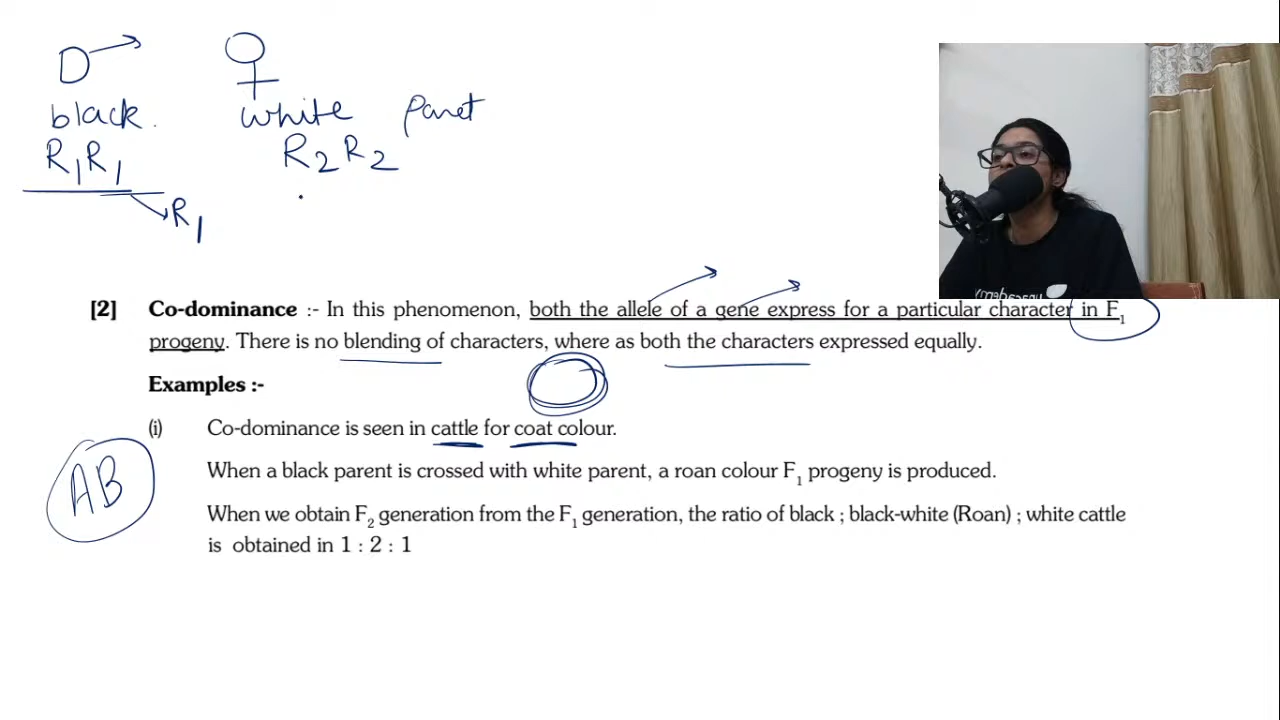 black. white Panet
R₁R₁ R₂R₂
R₁
[2] Co-dominance :- In this phenomenon, both the allele of a gene express for a particular character in F₁
progeny. There is no blending of characters, where as both the characters expressed equally.
Examples :-
(i) Co-dominance is seen in cattle for coat colour.
When a black parent is crossed with white parent, a roan colour F₁ progeny is produced.
AB
When we obtain F₂ generation from the F₁ generation, the ratio of black ; black-white (Roan) ; white cattle
is obtained in 1 : 2 : 1